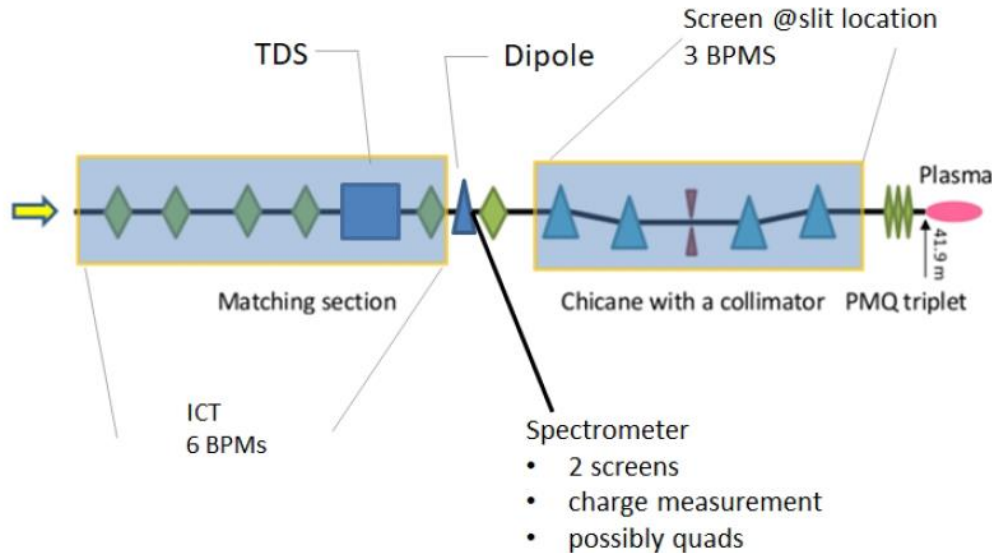 Screen @slit location
3 BPMS
TDS
Dipole
Plasma
41.9 m
Matching section
Chicane with a collimator
PMQ triplet
ICT
6 BPMs
Spectrometer
• 2 screens
• charge measurement
• possibly quads